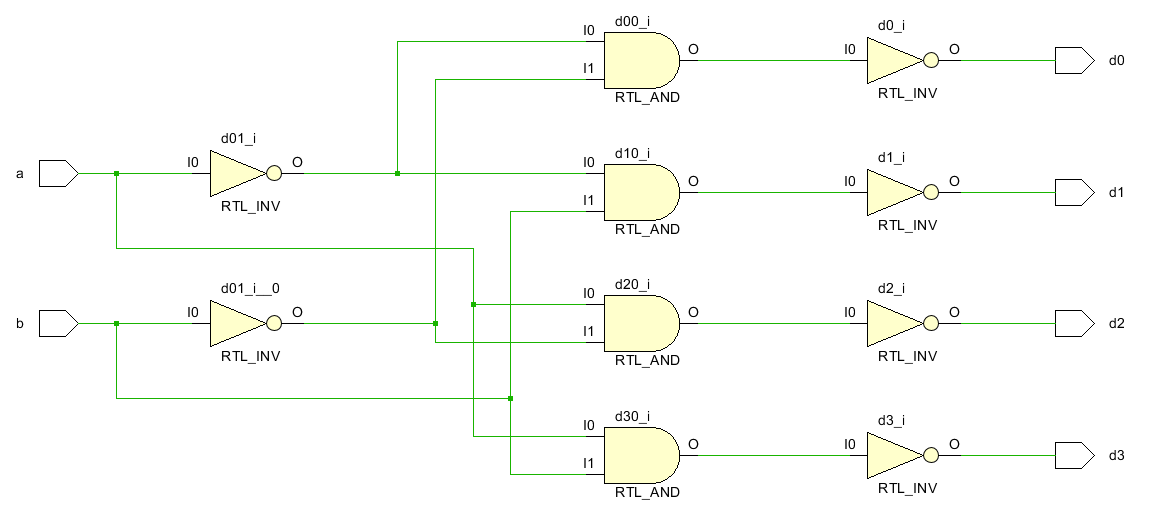 d00_i
d0_i
I0
O
I0
O
d0
I1
RTL_AND
RTL_INV
d01_i
d10_i
d1_i
a
I0
O
I0
O
I0
O
d1
RTL_INV
I1
RTL_AND
RTL_INV
d01_i__0
d20_i
d2_i
b
I0
O
I0
O
I0
O
d2
RTL_INV
I1
RTL_AND
RTL_INV
d30_i
d3_i
I0
O
I0
O
d3
I1
RTL_AND
RTL_INV